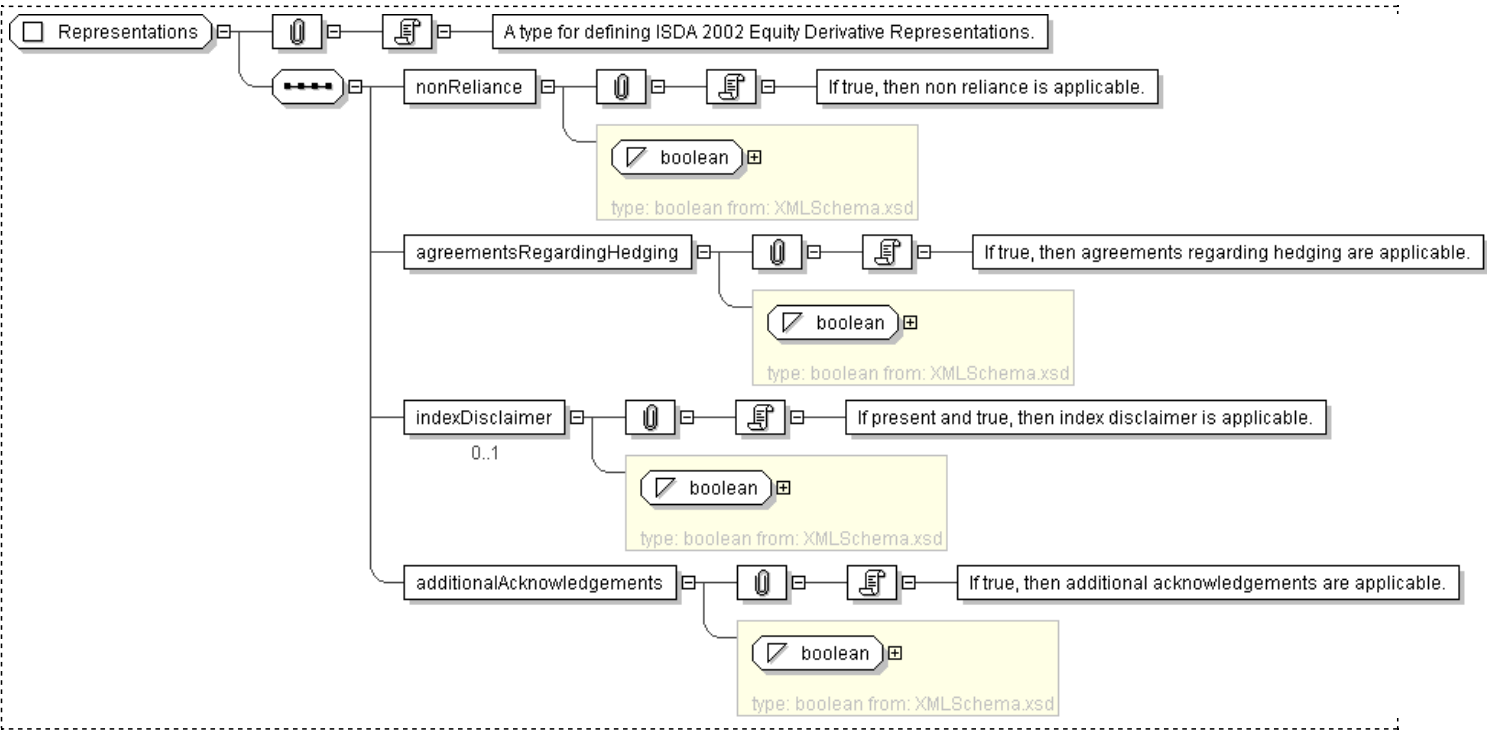 Representations
A type for defining ISDA 2002 Equity Derivative Representations.
nonReliance
If true, then non reliance is applicable.
boolean
type: boolean from: XMLSchema.xsd
agreementsRegardingHedging
If true, then agreements regarding hedging are applicable.
boolean
type: boolean from: XMLSchema.xsd
indexDisclaimer
If present and true, then index disclaimer is applicable.
0..1
boolean
type: boolean from: XMLSchema.xsd
additionalAcknowledgements
If true, then additional acknowledgements are applicable.
boolean
type: boolean from: XMLSchema.xsd